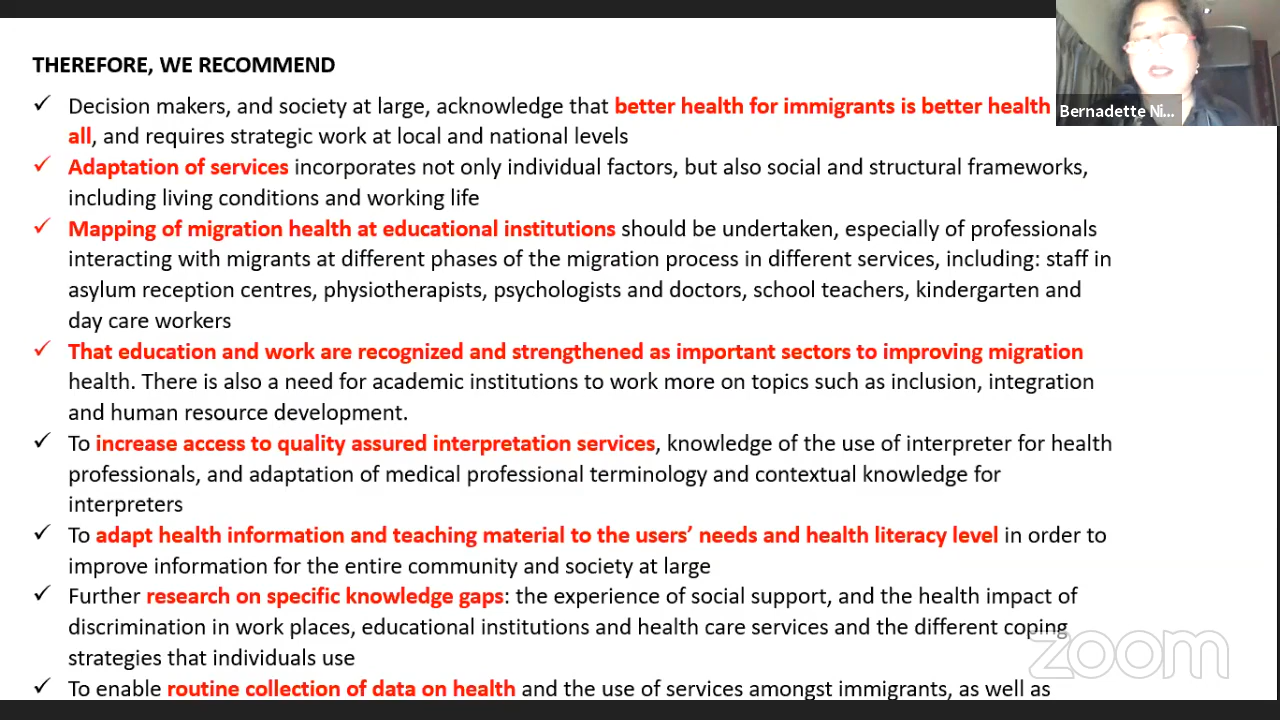 THEREFORE, WE RECOMMEND
✓ Decision makers, and society at large, acknowledge that better health for immigrants is better health
all, and requires strategic work at local and national levels
✓ Adaptation of services incorporates not only individual factors, but also social and structural frameworks,
including living conditions and working life
✓ Mapping of migration health at educational institutions should be undertaken, especially of professionals
interacting with migrants at different phases of the migration process in different services, including: staff in
asylum reception centres, physiotherapists, psychologists and doctors, school teachers, kindergarten and
day care workers
✓ That education and work are recognized and strengthened as important sectors to improving migration
health. There is also a need for academic institutions to work more on topics such as inclusion, integration
and human resource development.
✓ To increase access to quality assured interpretation services, knowledge of the use of interpreter for health
professionals, and adaptation of medical professional terminology and contextual knowledge for
interpreters
✓ To adapt health information and teaching material to the users’ needs and health literacy level in order to
improve information for the entire community and society at large
✓ Further research on specific knowledge gaps: the experience of social support, and the health impact of
discrimination in work places, educational institutions and health care services and the different coping
strategies that individuals use
✓ To enable routine collection of data on health and the use of services amongst immigrants, as well as
Bernadette Ni...
zoom